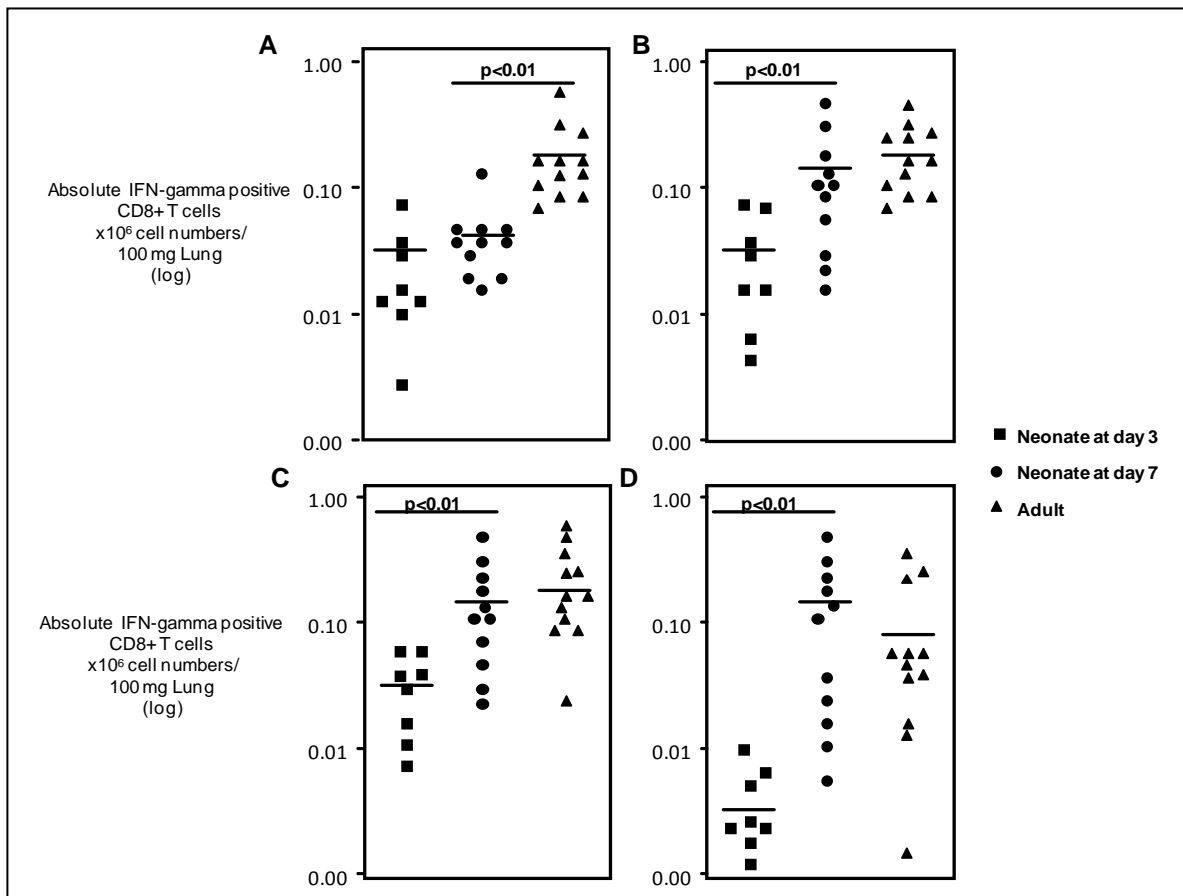 A
B
1.00
p<0.01
0.10
0.01
0.00
1.00
p<0.01
0.10
0.01
0.00
Absolute IFN-gamma positive
CD8+ T cells
x10⁶ cell numbers/
100 mg Lung
(log)
Neonate at day 3
Neonate at day 7
Adult
C
D
1.00
p<0.01
0.10
0.01
0.00
1.00
p<0.01
0.10
0.01
0.00
Absolute IFN-gamma positive
CD8+ T cells
x10⁶ cell numbers/
100 mg Lung
(log)